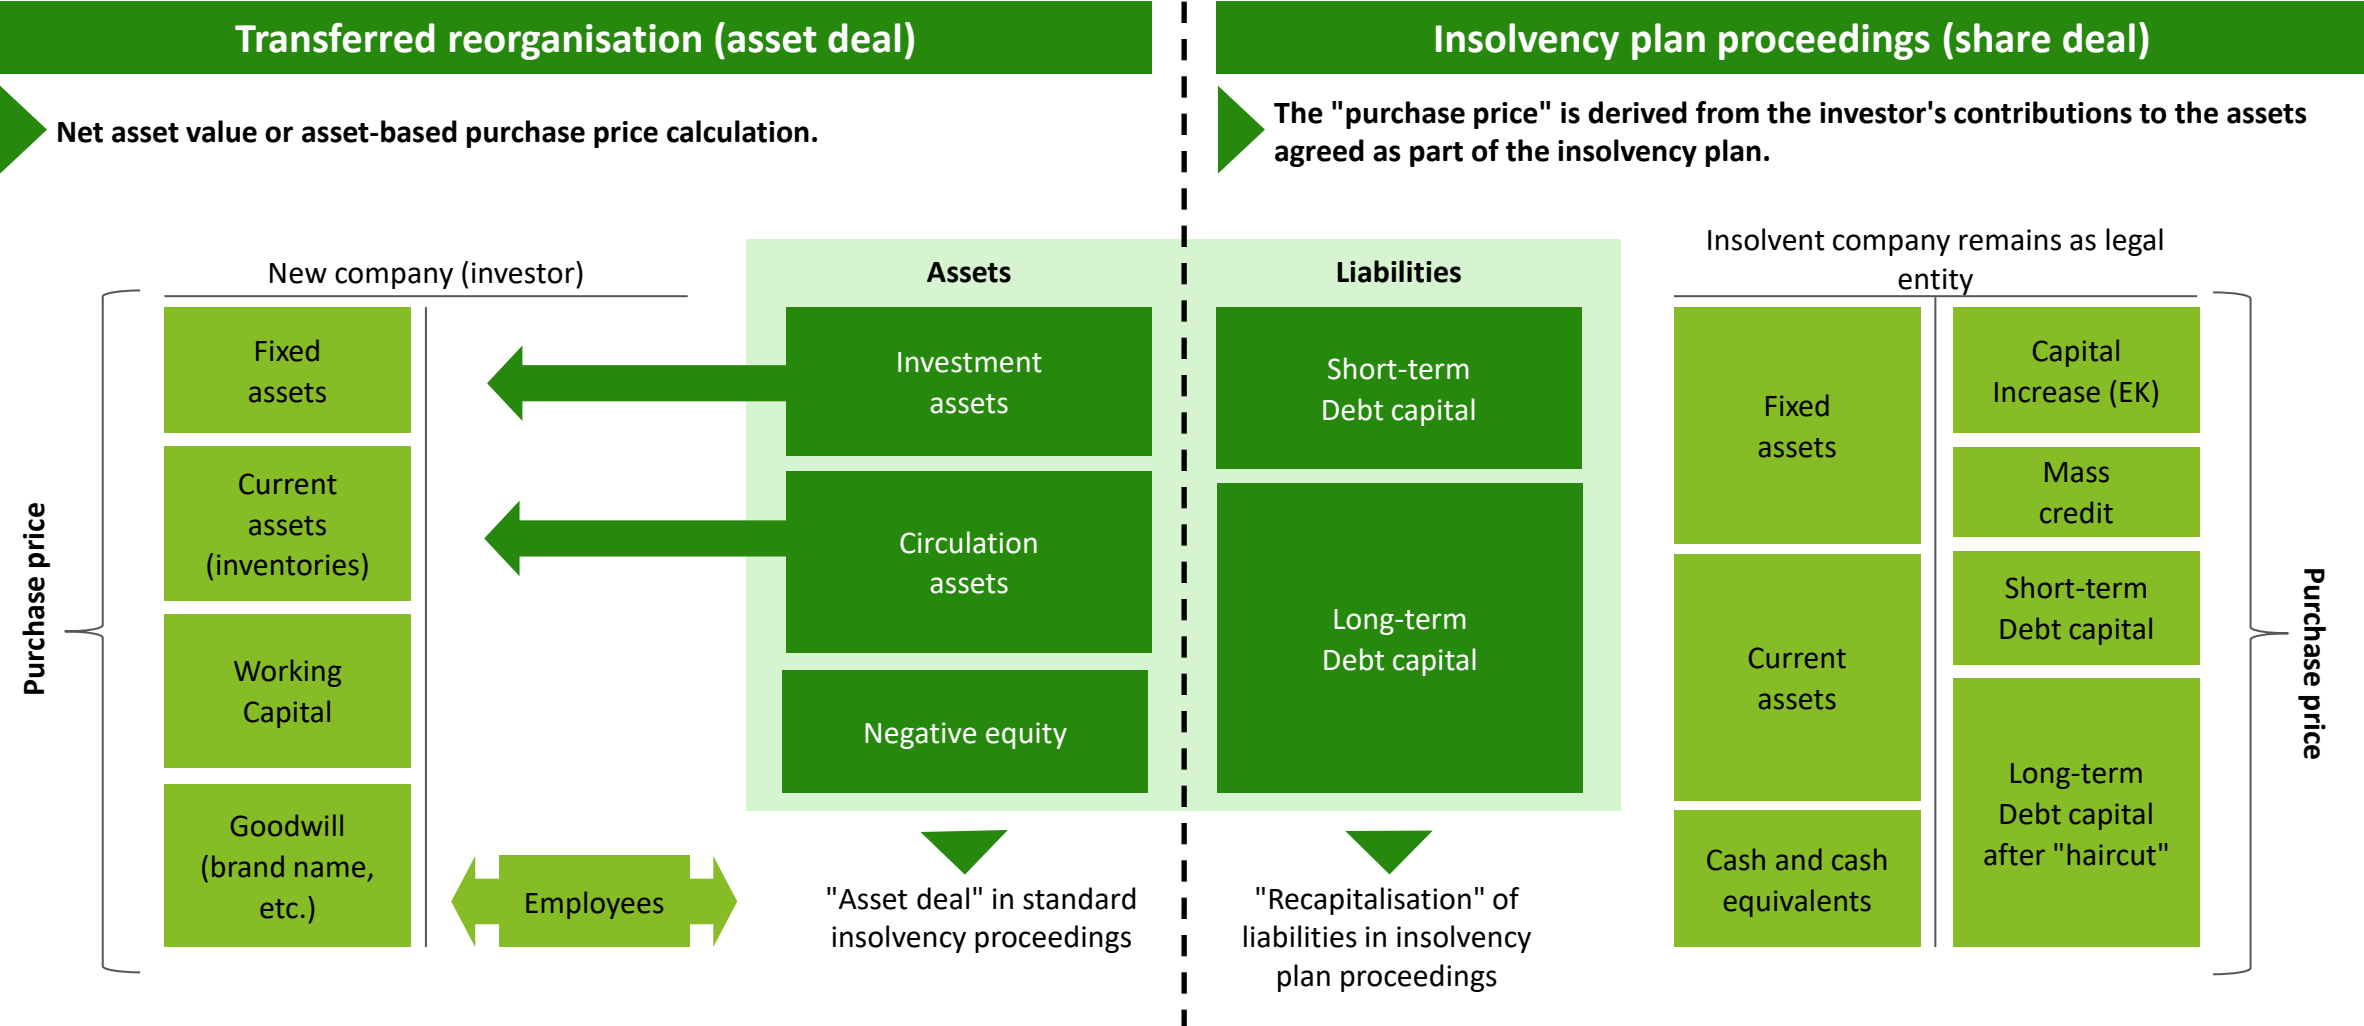 Transferred reorganisation (asset deal)
Net asset value or asset-based purchase price calculation.
Purchase price
New company (investor)
Fixed
assets
Current
assets
(inventories)
Working
Capital
Goodwill
(brand name,
etc.)
Employees
Assets
Investment
assets
Circulation
assets
Negative equity
"Asset deal" in standard
insolvency proceedings
Insolvency plan proceedings (share deal)
The "purchase price" is derived from the investor's contributions to the assets
agreed as part of the insolvency plan.
Liabilities
Short-term
Debt capital
Long-term
Debt capital
"Recapitalisation" of
liabilities in insolvency
plan proceedings
Insolvent company remains as legal
entity
Fixed
assets
Current
assets
Cash and cash
equivalents
Capital
Increase (EK)
Mass
credit
Short-term
Debt capital
Long-term
Debt capital
after "haircut"
Purchase price